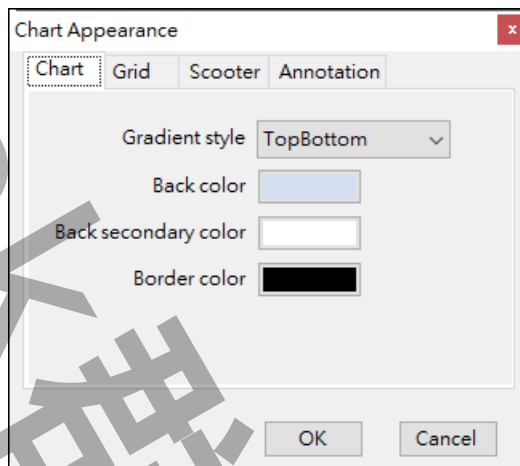 Chart Appearance
x
Chart Grid Scooter Annotation
Gradient style TopBottom
Back color
Back secondary color
Border color
OK Cancel